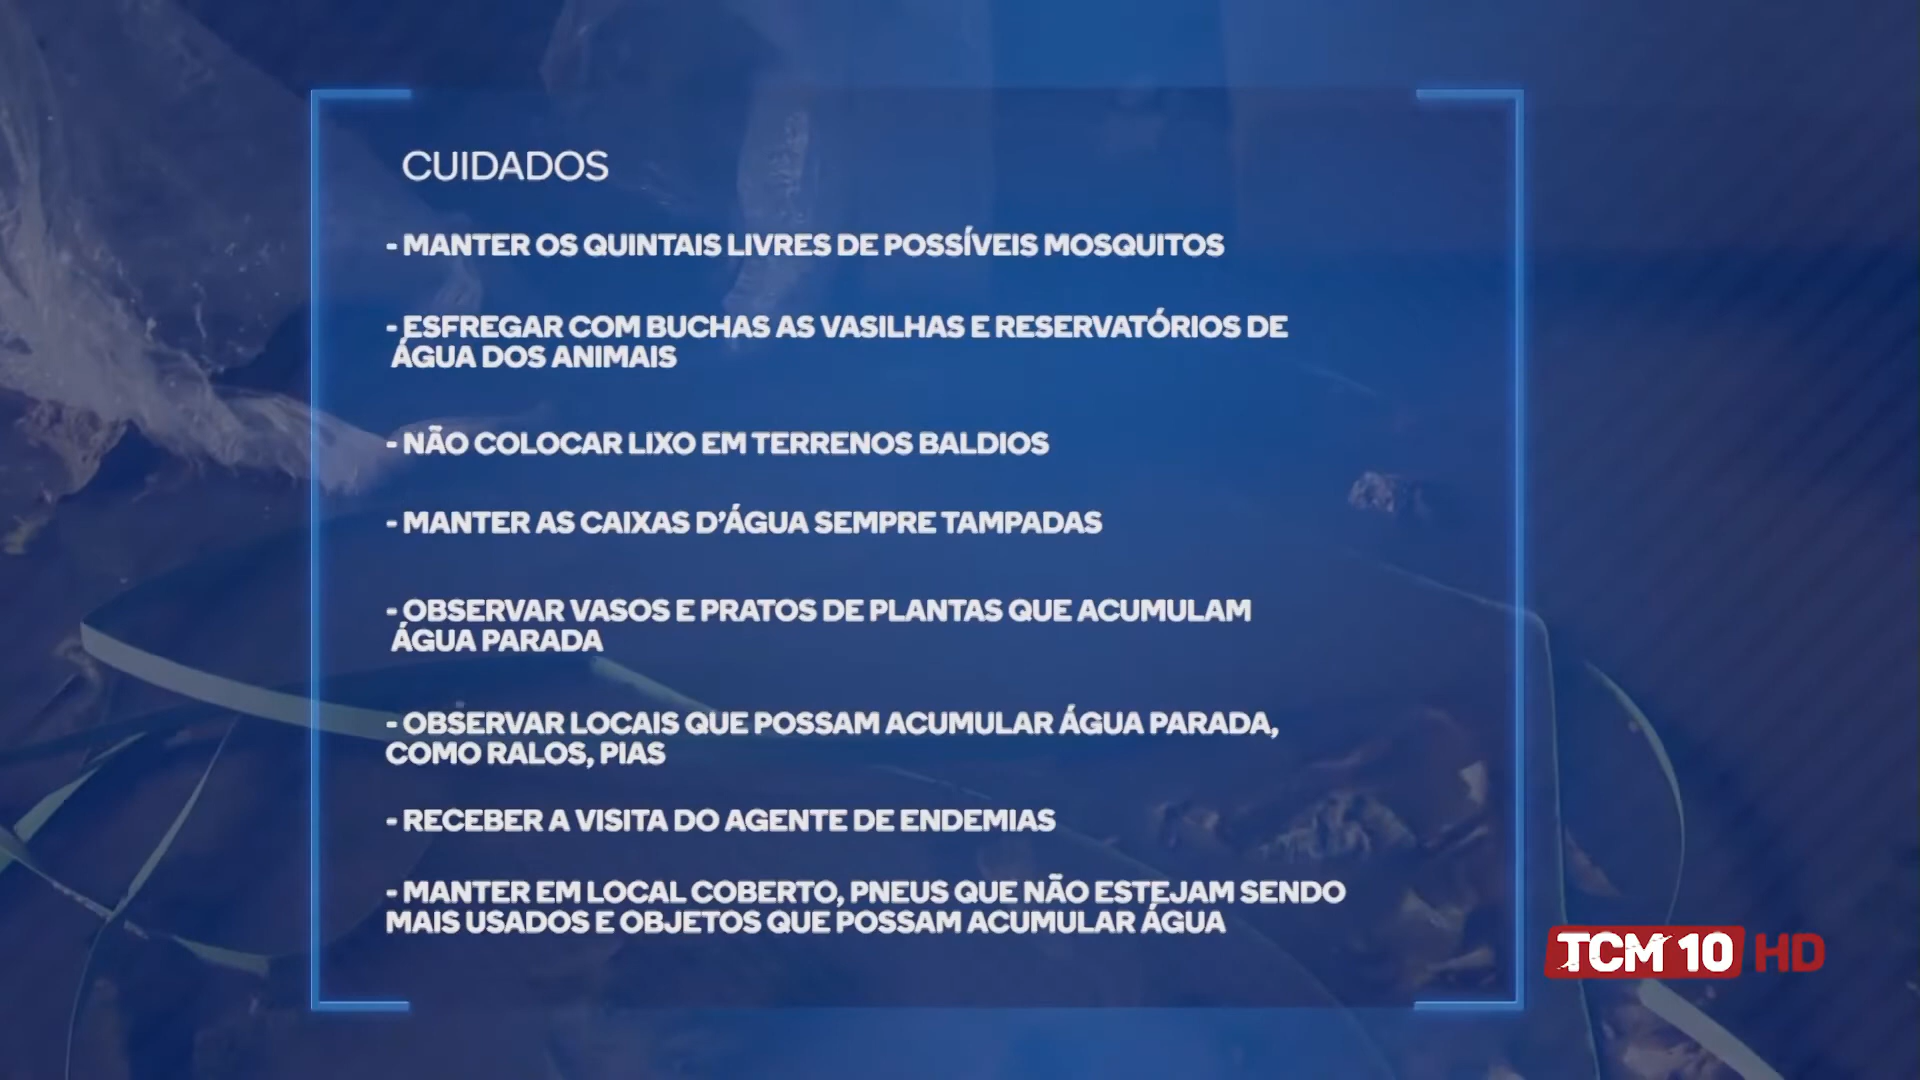 CUIDADOS
- MANTER OS QUINTAIS LIVRES DE POSSÍVEIS MOSQUITOS
- ESFREGAR COM BUCHAS AS VASILHAS E RESERVATÓRIOS DE
ÁGUA DOS ANIMAIS
- NÃO COLOCAR LIXO EM TERRENOS BALDIOS
- MANTER AS CAIXAS D’ÁGUA SEMPRE TAMPADAS
- OBSERVAR VASOS E PRATOS DE PLANTAS QUE ACUMULAM
ÁGUA PARADA
- OBSERVAR LOCAIS QUE POSSAM ACUMULAR ÁGUA PARADA,
COMO RALOS, PIAS
- RECEBER A VISITA DO AGENTE DE ENDEMIAS
- MANTER EM LOCAL COBERTO, PNEUS QUE NÃO ESTEJAM SENDO
MAIS USADOS E OBJETOS QUE POSSAM ACUMULAR ÁGUA
TCM 10 HD